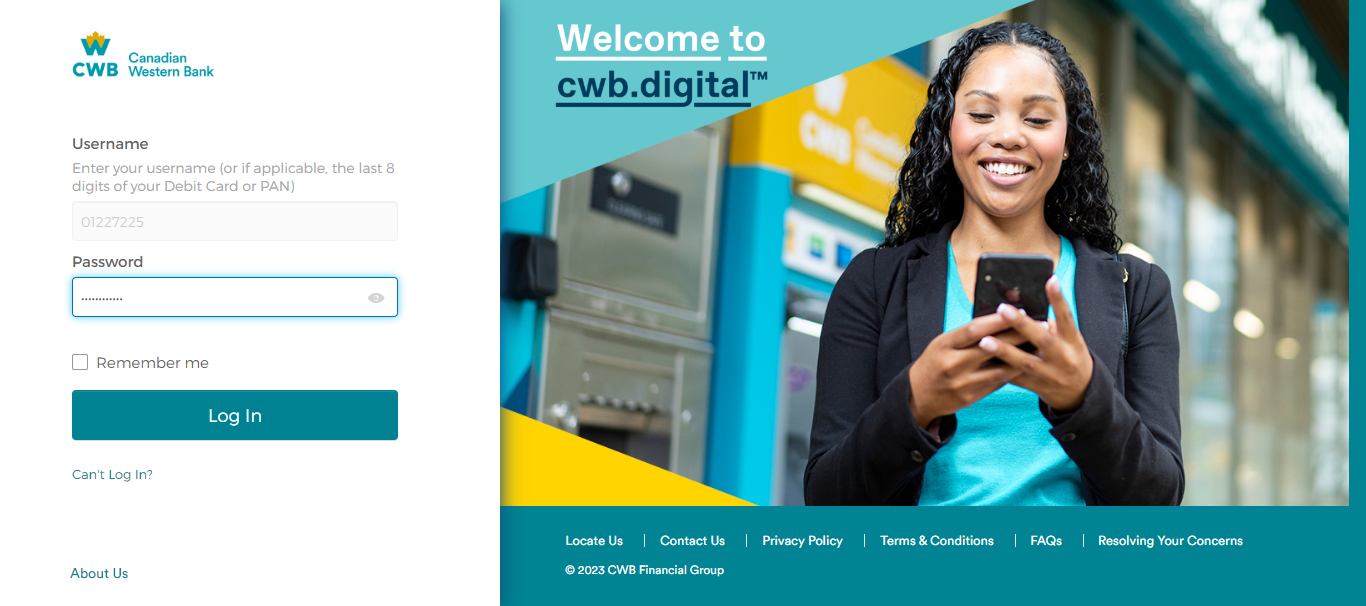 CWB
Canadian
Western Bank
Username
Enter your username (or if applicable, the last 8
digits of your Debit Card or PAN)
01227225
Password
Remember me
Log In
Can't Log In?
About Us
Welcome to
cwb.digital™
CWB
Locate Us
Contact Us
Privacy Policy
Terms & Conditions
FAQs
Resolving Your Concerns
© 2023 CWB Financial Group